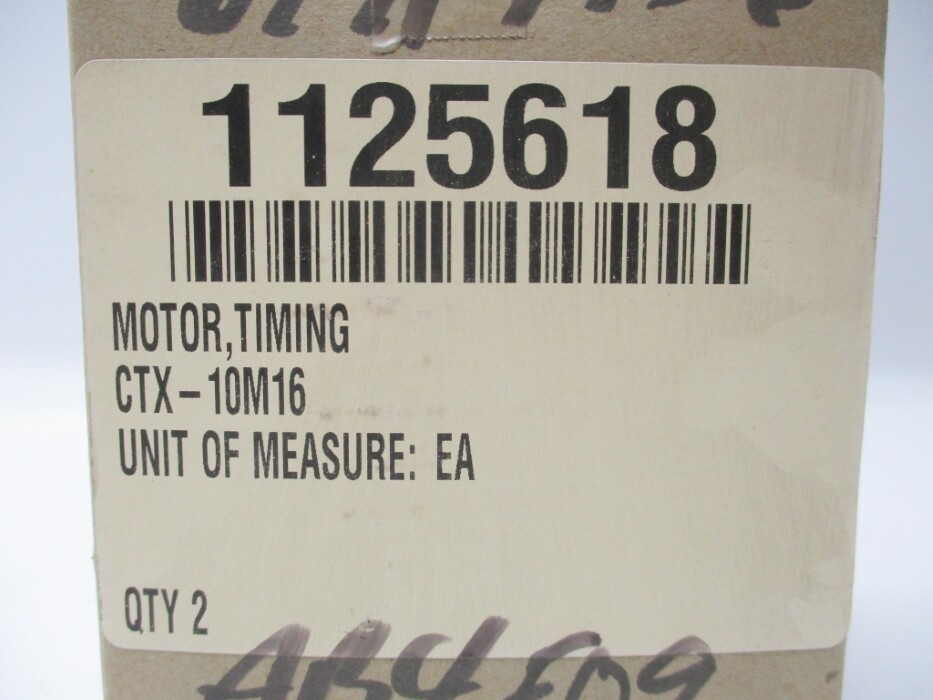 1125618
MOTOR,TIMING
CTX-10M16
UNIT OF MEASURE: EA
QTY 2